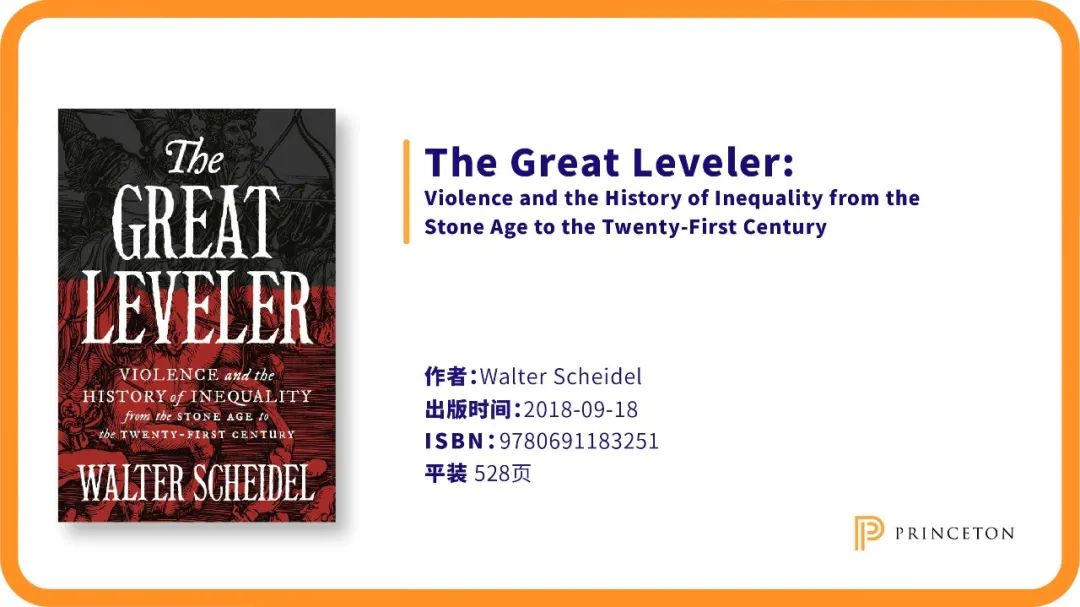 The
GREAT
LEVELER
VIOLENCE and the
HISTORY of INEQUALITY
from the STONE AGE to
the TWENTY-FIRST CENTURY
WALTER SCHEIDEL
The Great Leveler:
Violence and the History of Inequality from the
Stone Age to the Twenty-First Century
作者：Walter Scheidel
出版时间：2018-09-18
ISBN：9780691183251
平装 528页
PRINCETON